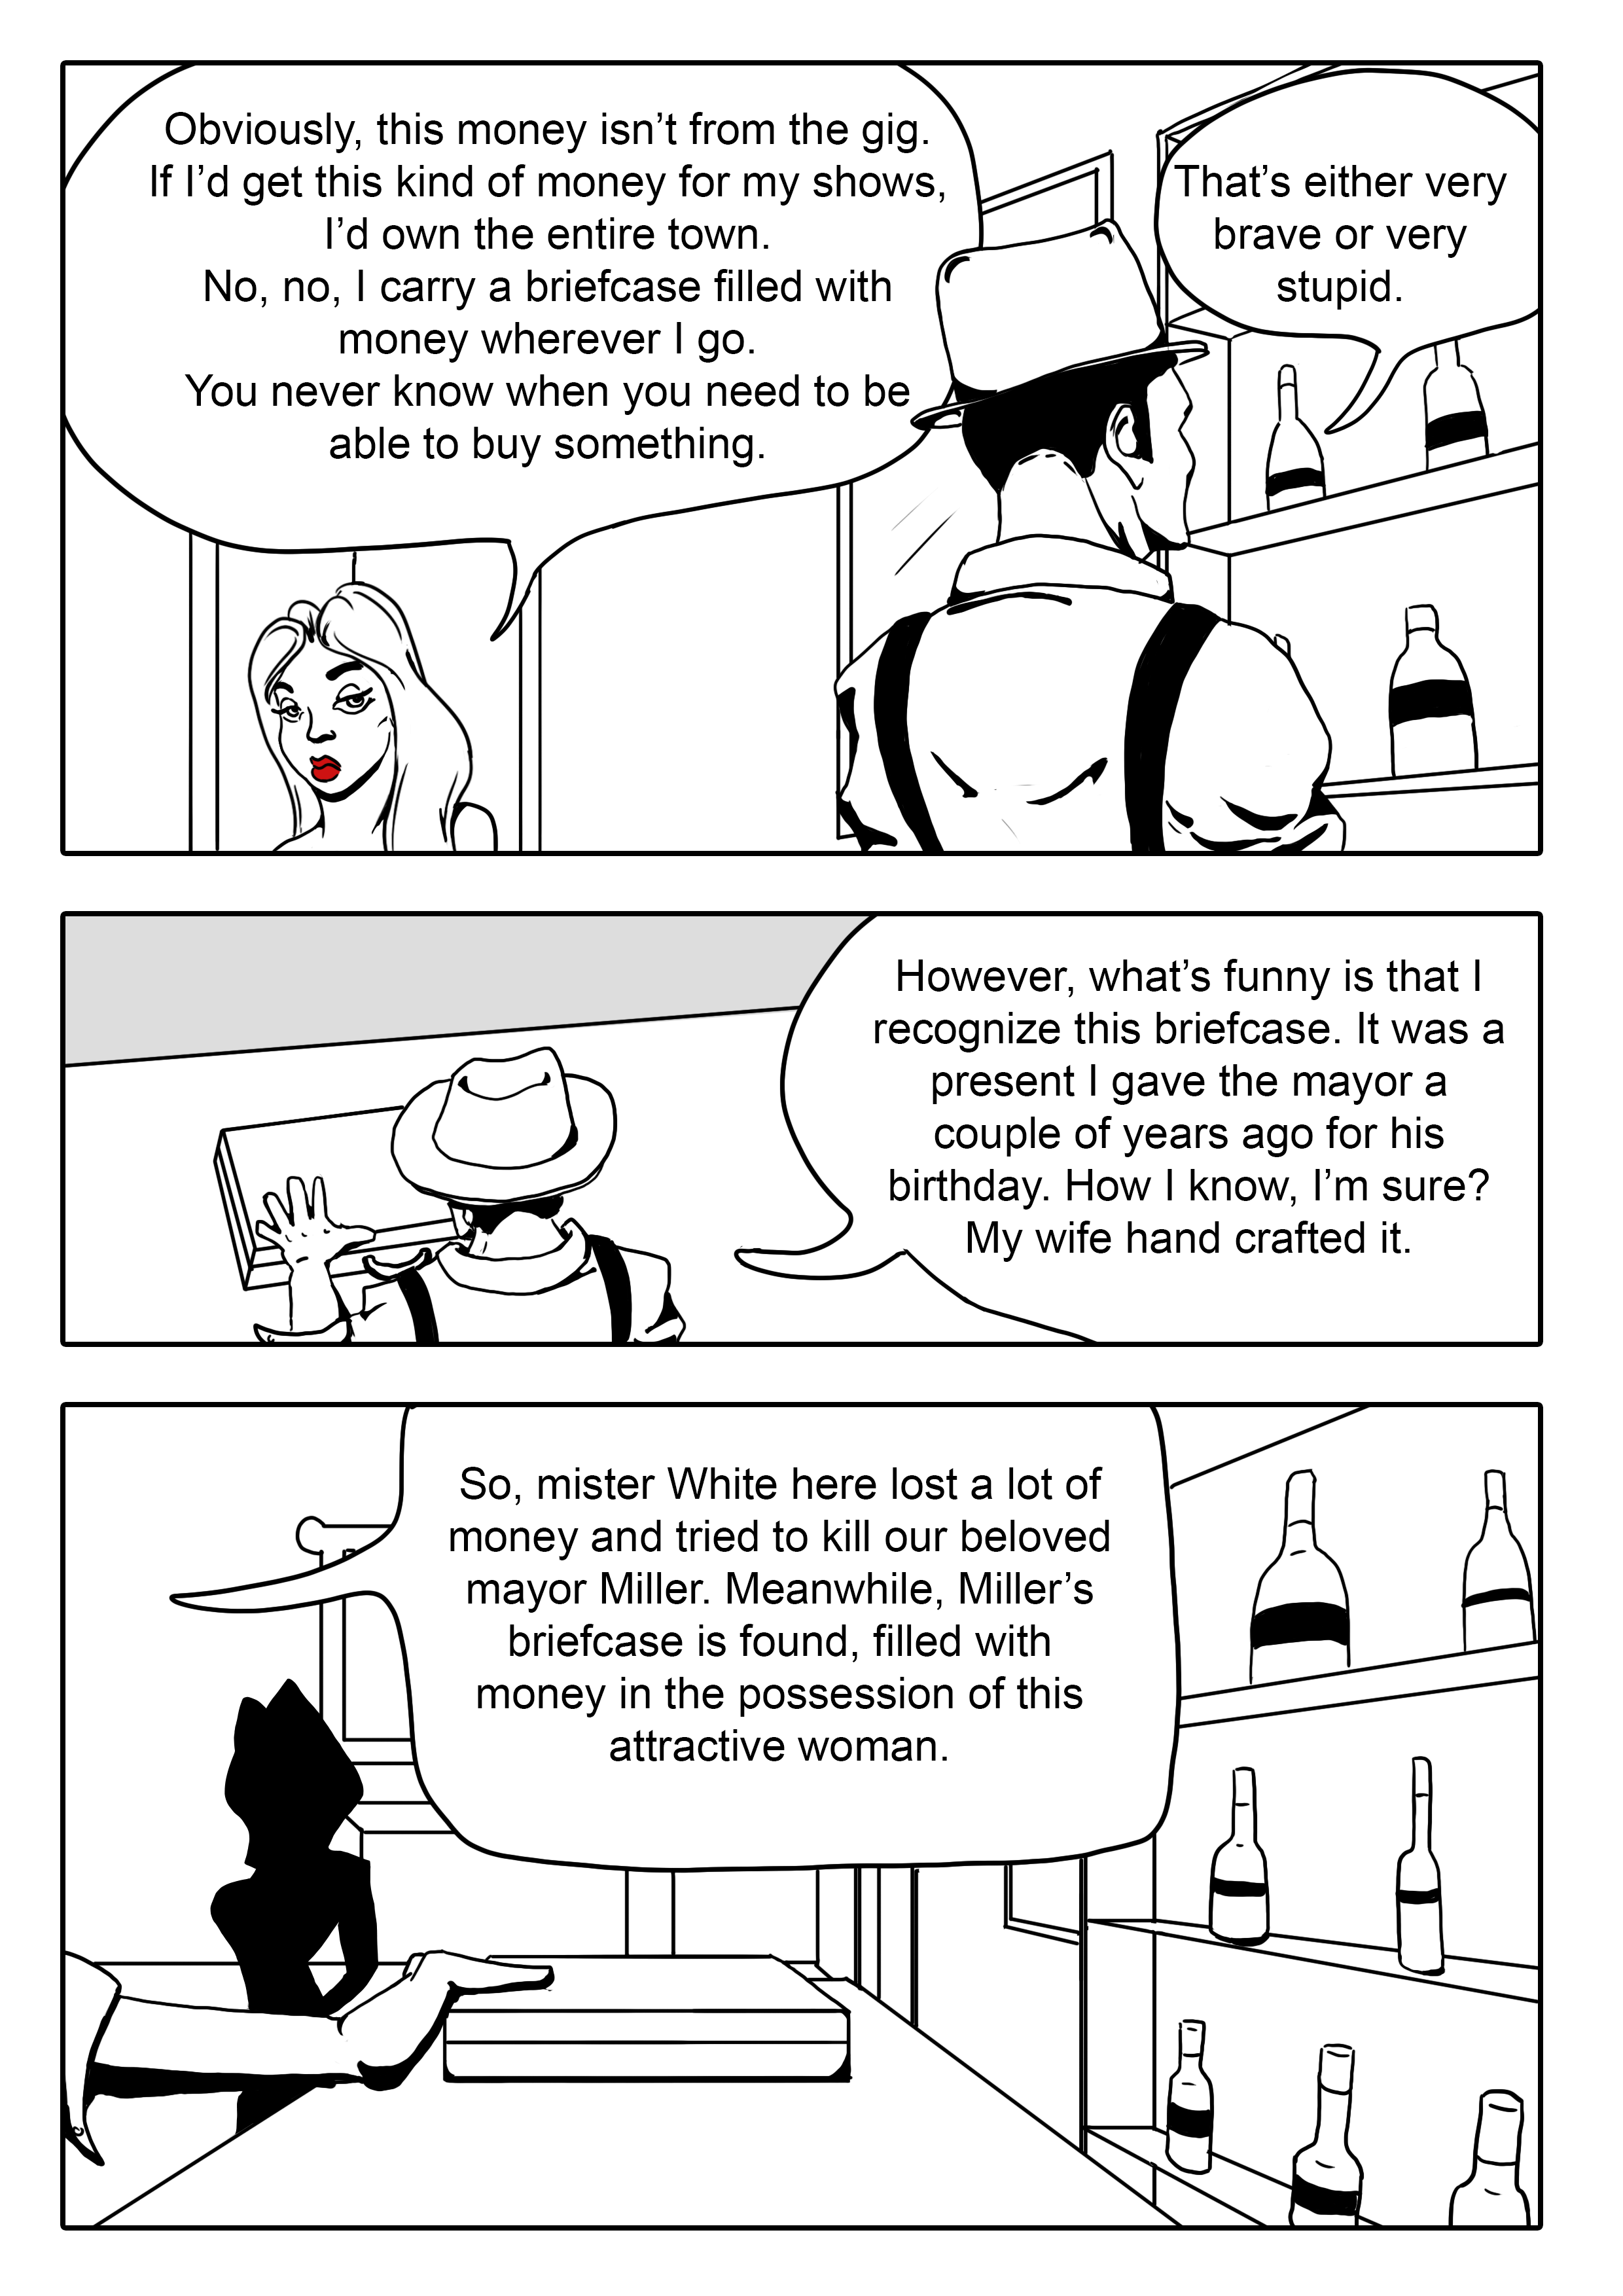 Obviously, this money isn’t from the gig.
If I’d get this kind of money for my shows,
I’d own the entire town.
No, no, I carry a briefcase filled with
money wherever I go.
You never know when you need to be
able to buy something.
That’s either very
brave or very
stupid.
However, what’s funny is that I
recognize this briefcase. It was a
present I gave the mayor a
couple of years ago for his
birthday. How I know, I’m sure?
My wife hand crafted it.
So, mister White here lost a lot of
money and tried to kill our beloved
mayor Miller. Meanwhile, Miller’s
briefcase is found, filled with
money in the possession of this
attractive woman.